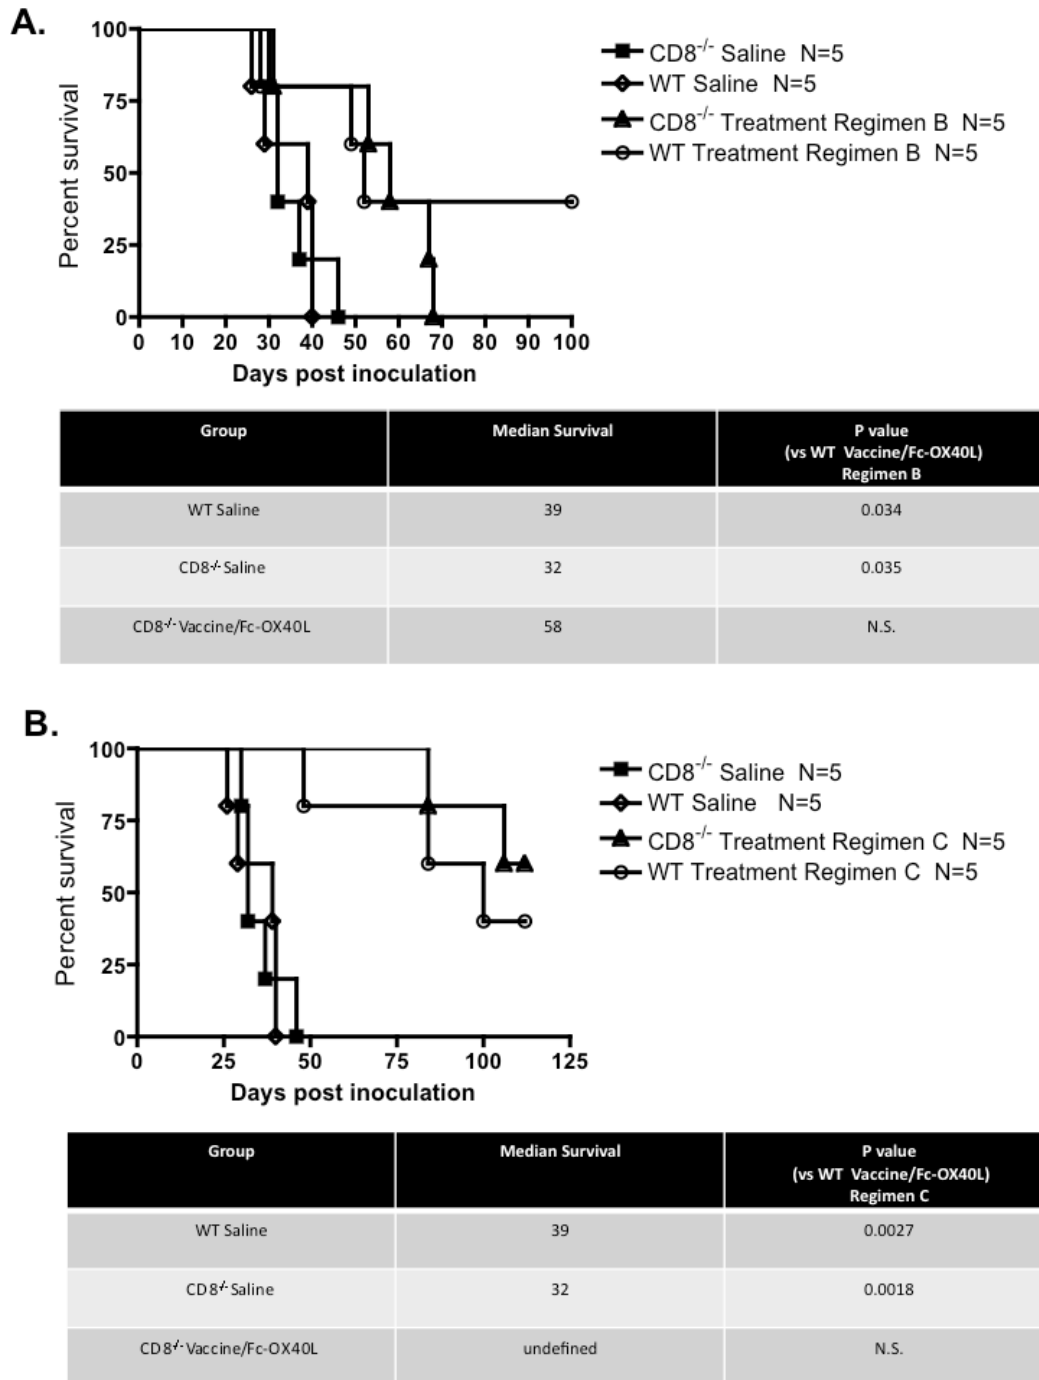 A.
Percent survival
100
75
50
25
0
0 10 20 30 40 50 60 70 80 90 100
Days post inoculation
CD8-/- Saline N=5
WT Saline N=5
CD8-/- Treatment Regimen B N=5
WT Treatment Regimen B N=5
Group Median Survival P value
(vs WT Vaccine/Fc-OX40L)
Regimen B
WT Saline 39 0.034
CD8-/- Saline 32 0.035
CD8-/- Vaccine/Fc-OX40L 58 N.S.
B.
Percent survival
100
75
50
25
0
0 25 50 75 100 125
Days post inoculation
CD8-/- Saline N=5
WT Saline N=5
CD8-/- Treatment Regimen C N=5
WT Treatment Regimen C N=5
Group Median Survival P value
(vs WT Vaccine/Fc-OX40L)
Regimen C
WT Saline 39 0.0027
CD8-/- Saline 32 0.0018
CD8-/- Vaccine/Fc-OX40L undefined N.S.